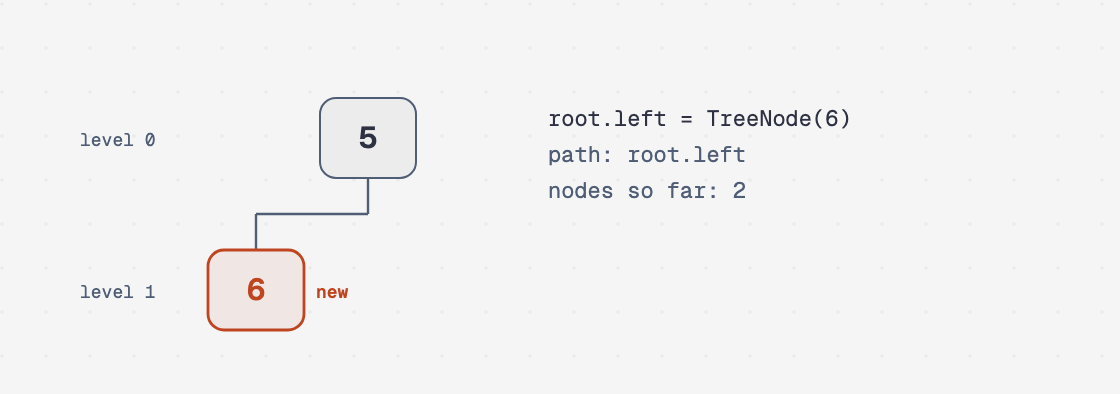 level 0
5
root.left = TreeNode(6)
path: root.left
nodes so far: 2
level 1
6
new